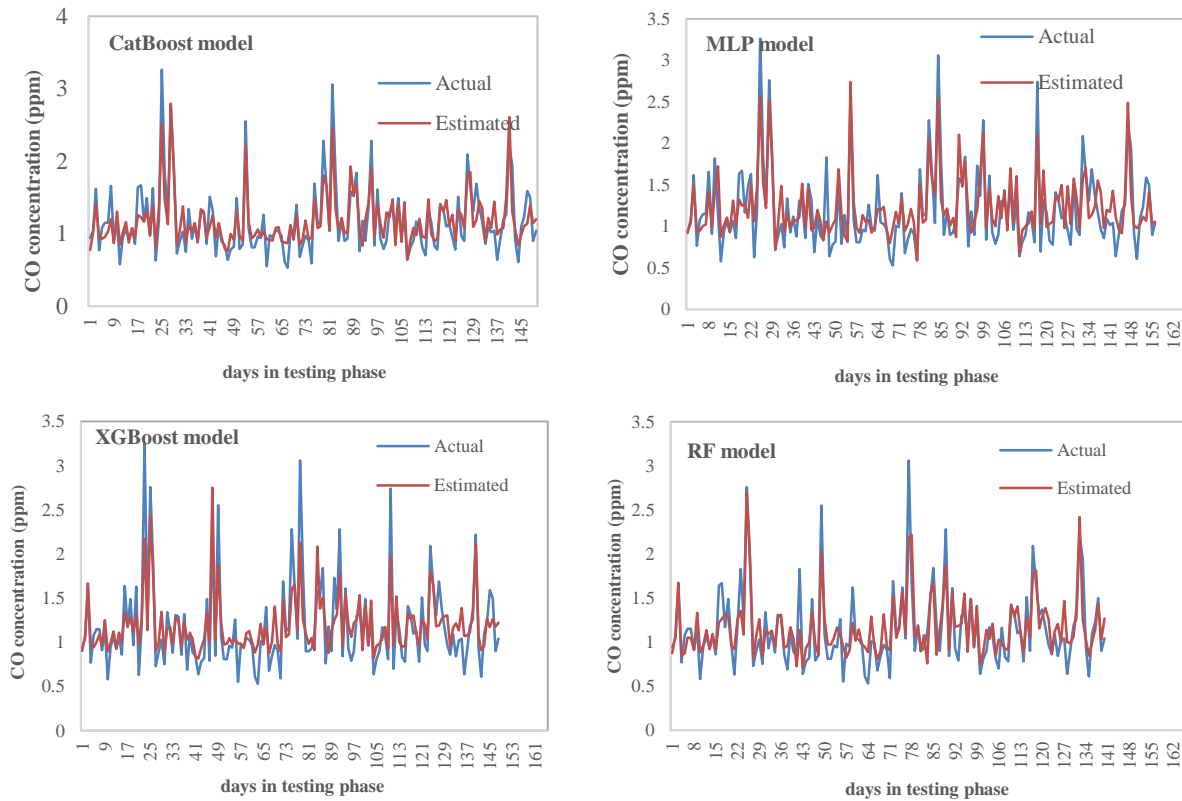 CatBoost model
Actual
Estimated
CO concentration (ppm)
4
3
2
1
0
1 9 17 25 33 41 49 57 65 73 81 89 97 105 113 121 129 137 145
days in testing phase
MLP model
Actual
Estimated
CO concentration (ppm)
3.5
3
2.5
2
1.5
1
0.5
0
1 8 15 22 29 36 43 50 57 64 71 78 85 92 99 106 113 120 127 134 141 148 155 162
days in testing phase
XGBoost model
Actual
Estimated
CO concentration (ppm)
3.5
3
2.5
2
1.5
1
0.5
0
1 9 17 25 33 41 49 57 65 73 81 89 97 105 113 121 129 137 145 153 161
days in testing phase
RF model
Actual
Estimated
CO concentration (ppm)
3.5
3
2.5
2
1.5
1
0.5
0
1 8 15 22 29 36 43 50 57 64 71 78 85 92 99 106 113 120 127 134 141 148 155 162
days in testing phase